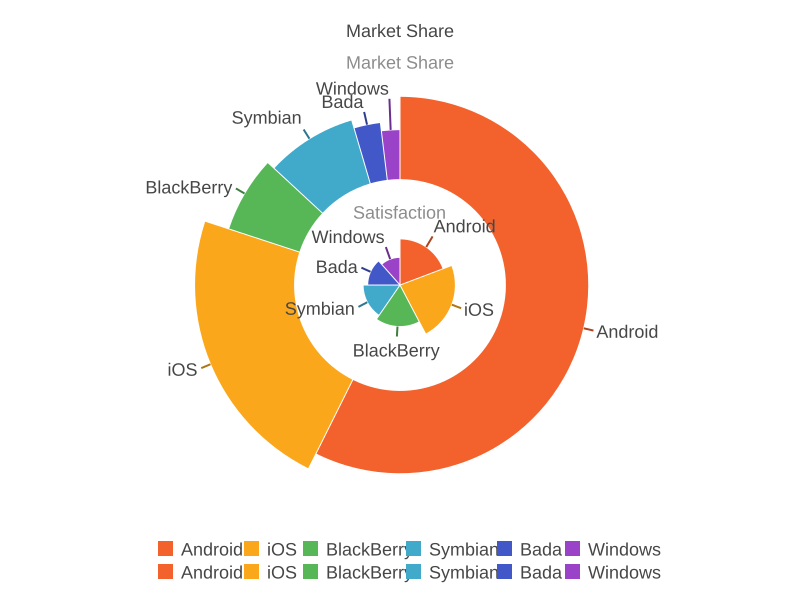 Market Share
Market Share
Windows
Bada
Symbian
BlackBerry
Satisfaction
Android
Windows
Bada
Symbian
iOS
Android
BlackBerry
iOS
Android iOS BlackBerry Symbian Bada Windows
Android iOS BlackBerry Symbian Bada Windows